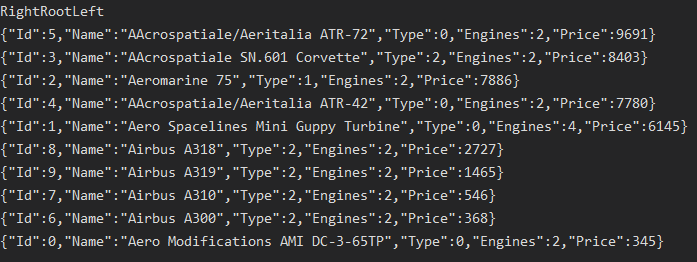 RightRootLeft
{"Id":5,"Name":"AAcrospatiale/Aeritalia ATR-72","Type":0,"Engines":2,"Price":9691}
{"Id":3,"Name":"AAcrospatiale SN.601 Corvette","Type":2,"Engines":2,"Price":8403}
{"Id":2,"Name":"Aeromarine 75","Type":1,"Engines":2,"Price":7886}
{"Id":4,"Name":"AAcrospatiale/Aeritalia ATR-42","Type":0,"Engines":2,"Price":7780}
{"Id":1,"Name":"Aero Spacelines Mini Guppy Turbine","Type":0,"Engines":4,"Price":6145}
{"Id":8,"Name":"Airbus A318","Type":2,"Engines":2,"Price":2727}
{"Id":9,"Name":"Airbus A319","Type":2,"Engines":2,"Price":1465}
{"Id":7,"Name":"Airbus A310","Type":2,"Engines":2,"Price":546}
{"Id":6,"Name":"Airbus A300","Type":2,"Engines":2,"Price":368}
{"Id":0,"Name":"Aero Modifications AMI DC-3-65TP","Type":0,"Engines":2,"Price":345}